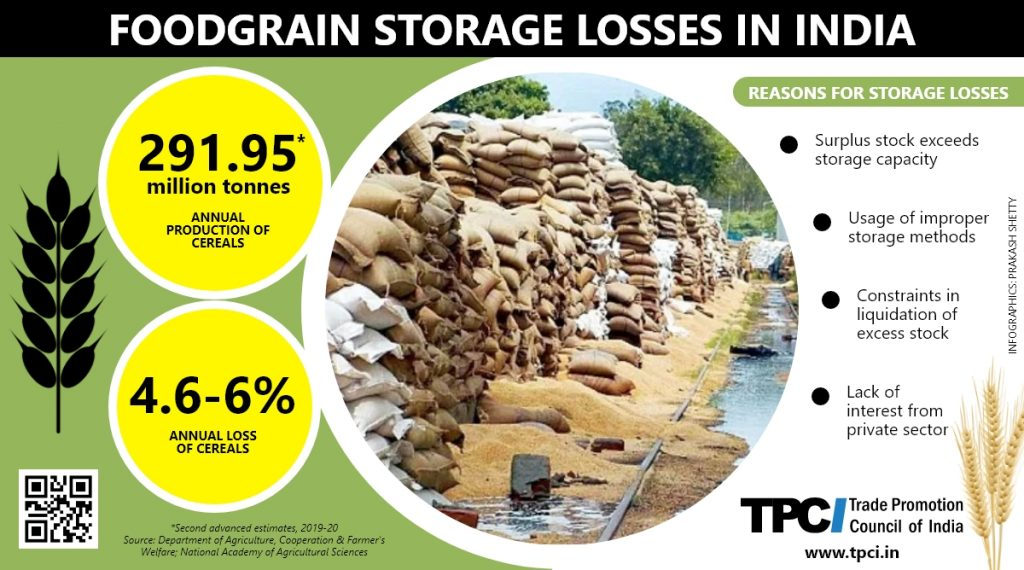 FOODGRAIN STORAGE LOSSES IN INDIA
291.95*
million tonnes
ANNUAL
PRODUCTION OF
CEREALS
4.6-6%
ANNUAL LOSS
OF CEREALS
*Second advanced estimates, 2019-20
Source: Department of Agriculture, Cooperation & Farmer's
Welfare; National Academy of Agricultural Sciences
REASONS FOR STORAGE LOSSES
Surplus stock exceeds
storage capacity
Usage of improper
storage methods
Constraints in
liquidation of
excess stock
Lack of
interest from
private sector
INFOGRAPHICS: PRAKASH SHETTY
TPCI Trade Promotion
Council of India
www.tpci.in